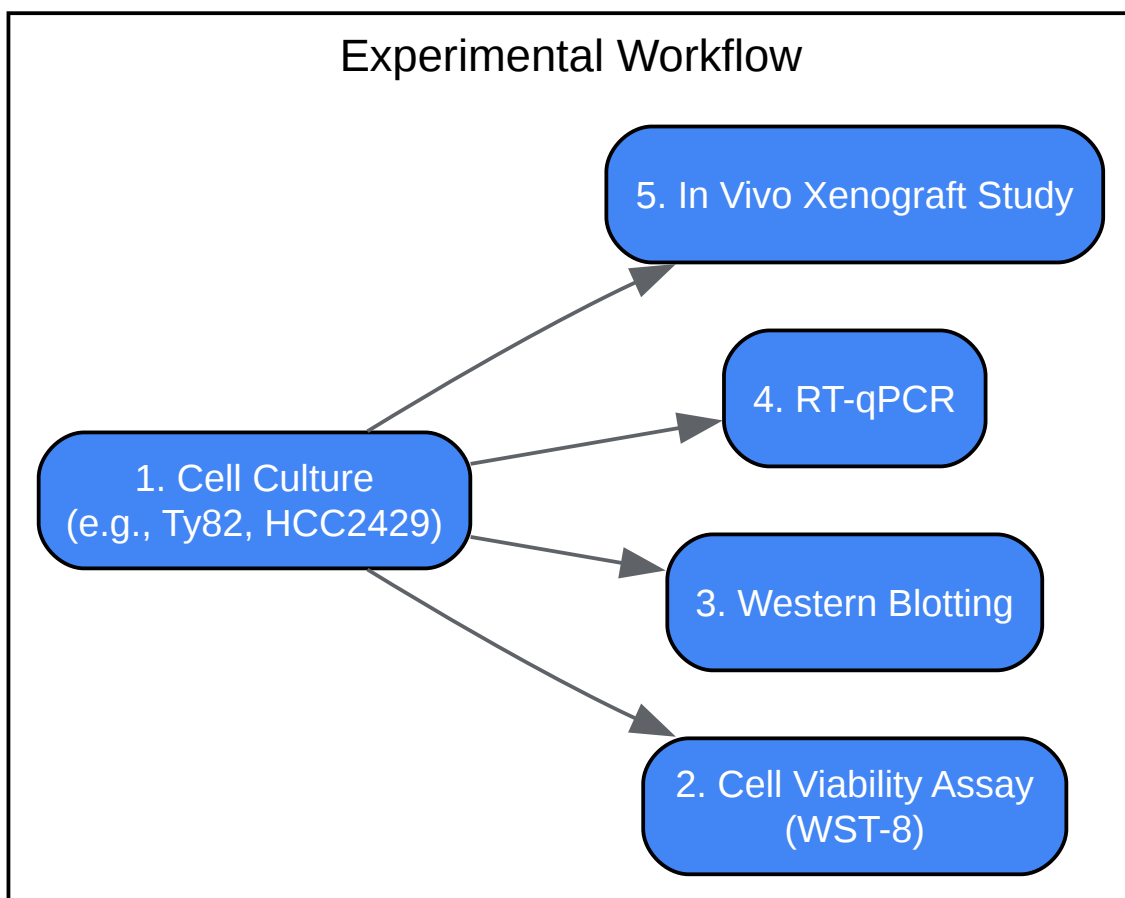 Experimental Workflow
5. In Vivo Xenograft Study
4. RT-qPCR
1. Cell Culture
(e.g., Ty82, HCC2429)
3. Western Blotting
2. Cell Viability Assay
(WST-8)